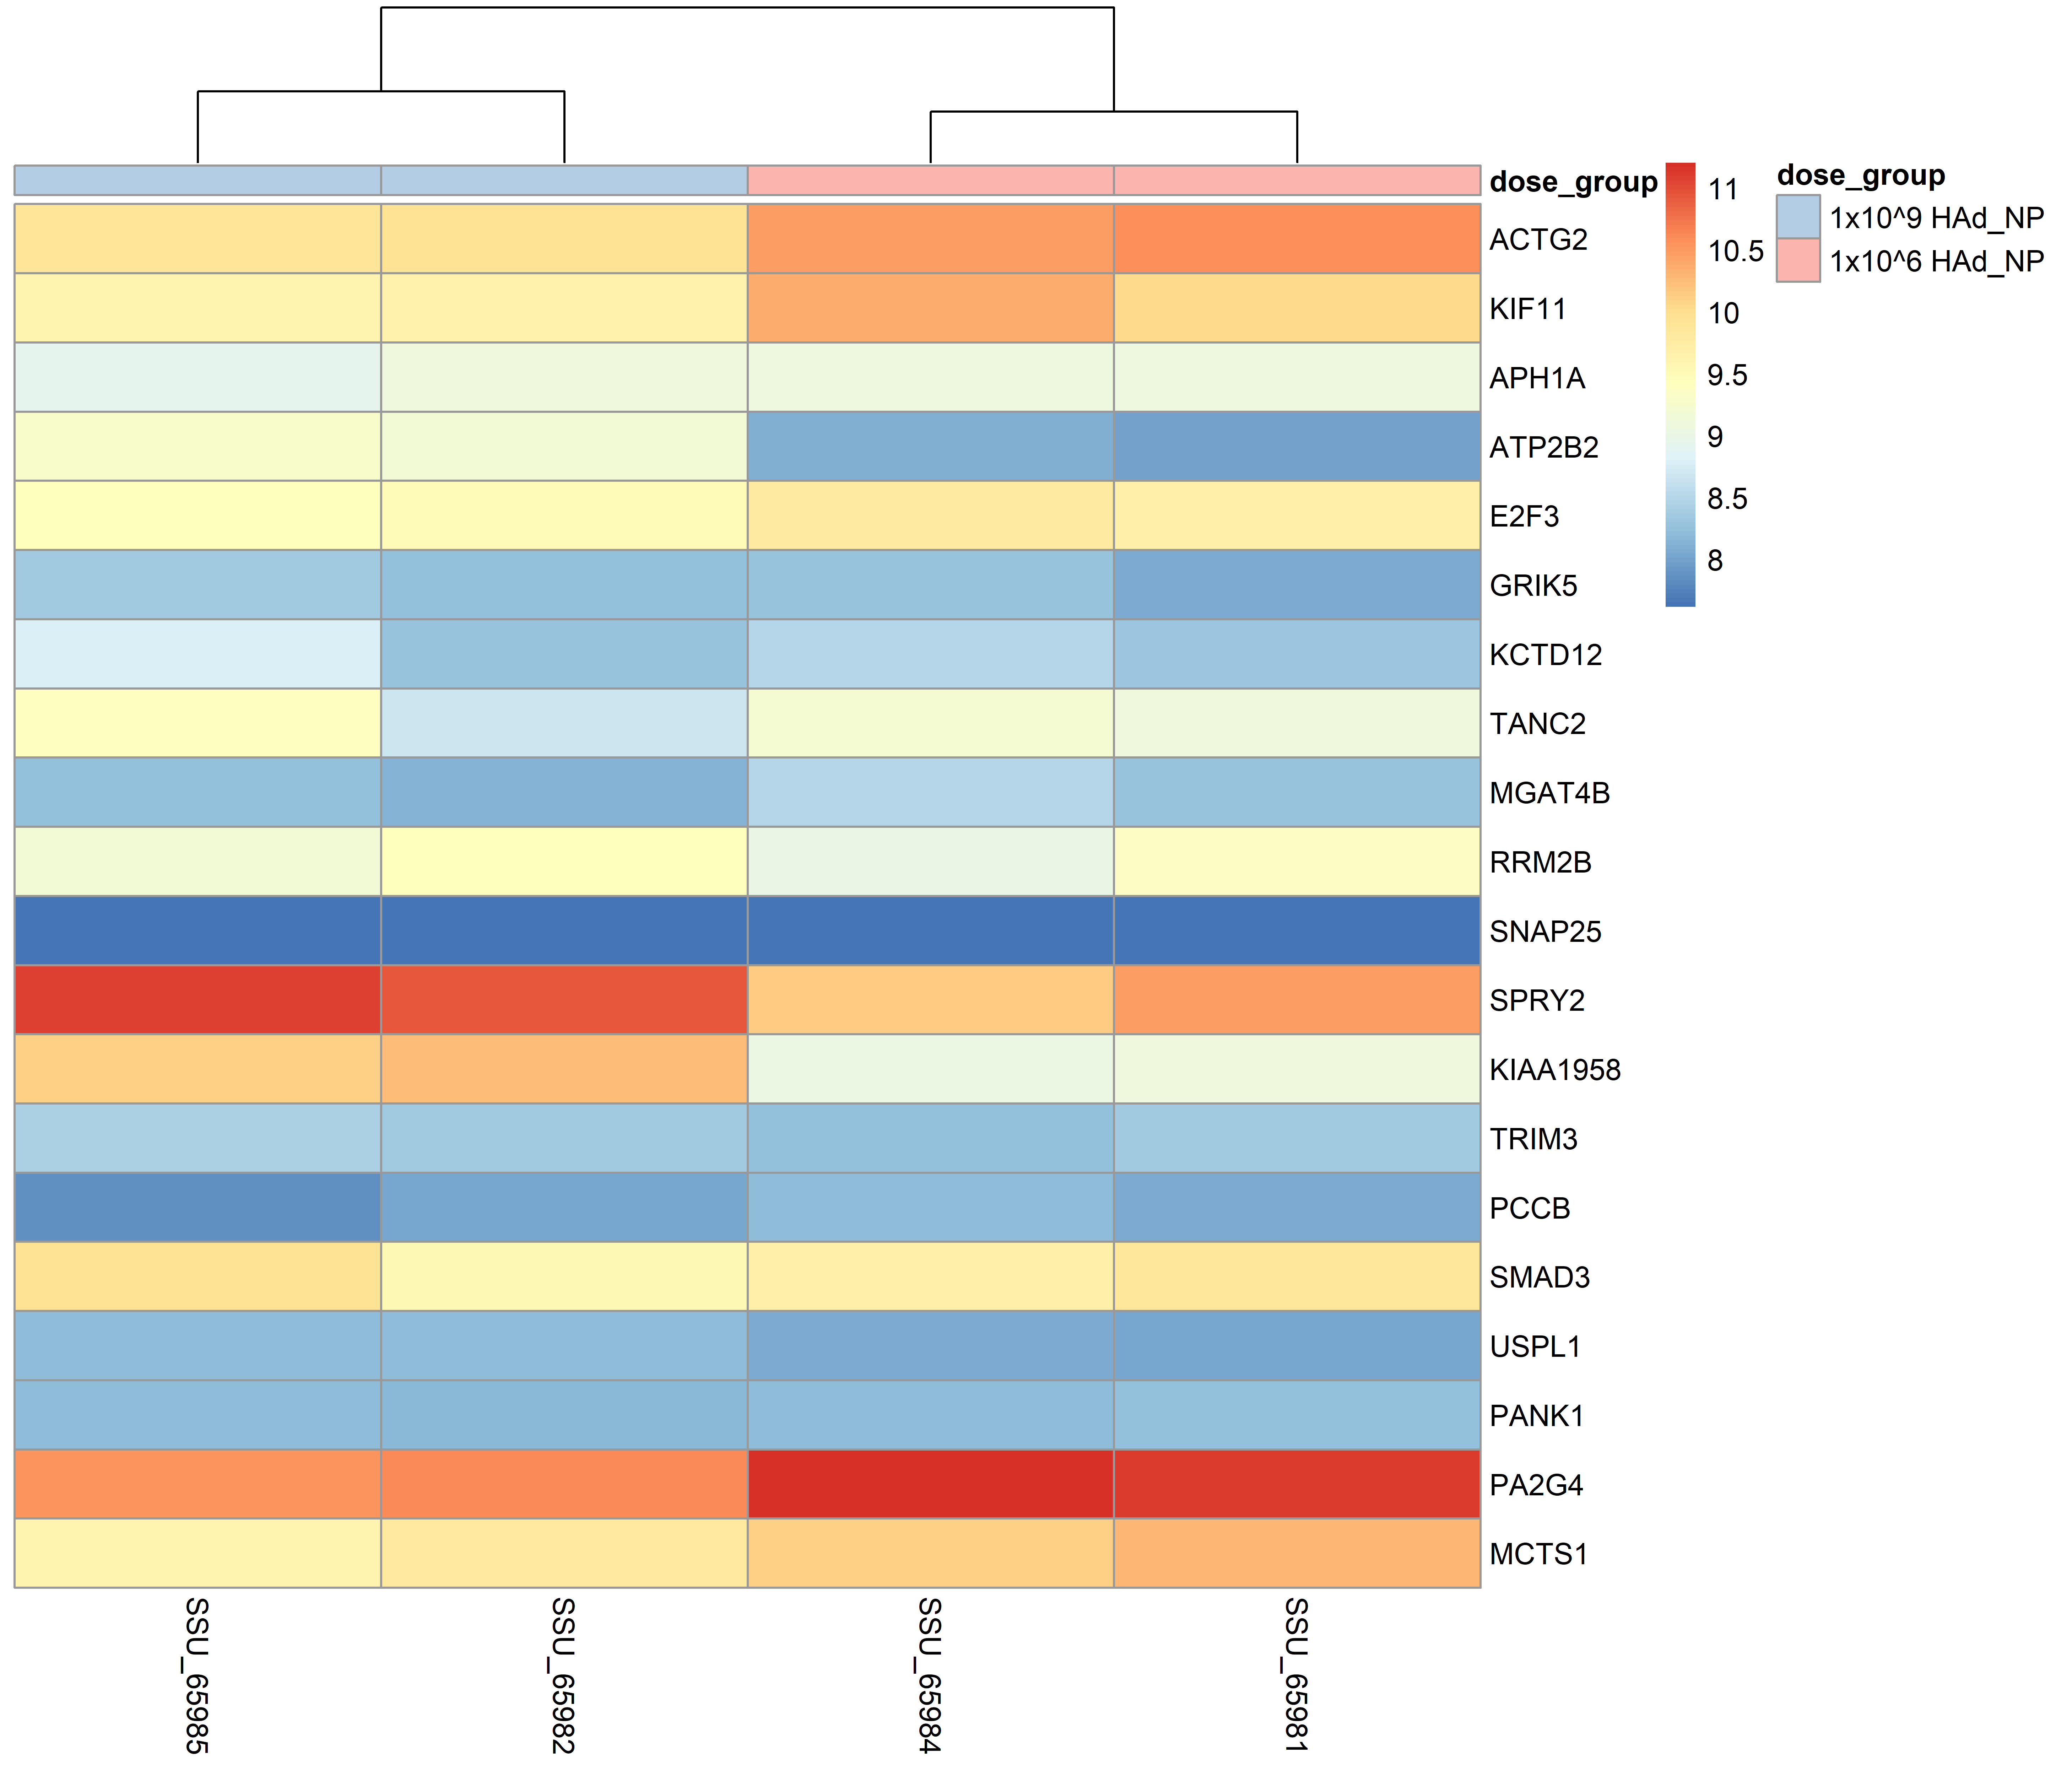 dose_group
ACTG2
KIF11
APH1A
ATP2B2
E2F3
GRIK5
KCTD12
TANC2
MGAT4B
RRM2B
SNAP25
SPRY2
KIAA1958
TRIM3
PCCB
SMAD3
USPL1
PANK1
PA2G4
MCTS1
11
10.5
10
9.5
9
8.5
8
dose_group
1x10^9 HAd_NP
1x10^6 HAd_NP
SSU_65985
SSU_65982
SSU_65984
SSU_65981